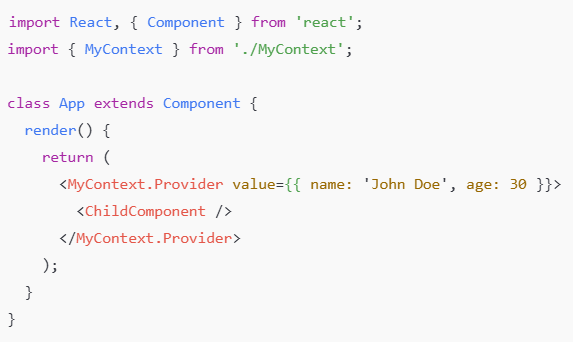 import React, { Component } from 'react';
import { MyContext } from './MyContext';
class App extends Component {
render() {
return (
<MyContext.Provider value={{ name: 'John Doe', age: 30 }}>
<ChildComponent />
</MyContext.Provider>
);
}
}